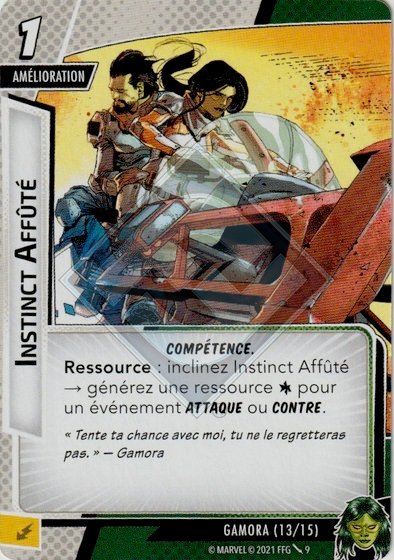 1
AMÉLIORATION
INSTINCT AFFÛTÉ
COMPÉTENCE.
Ressource : inclinez Instinct Affûté
→ générez une ressource pour
un événement ATTAQUE ou CONTRE.
« Tente ta chance avec moi, tu ne le regretteras
pas. » — Gamora
GAMORA (13/15)
© MARVEL © 2021 FFG 9